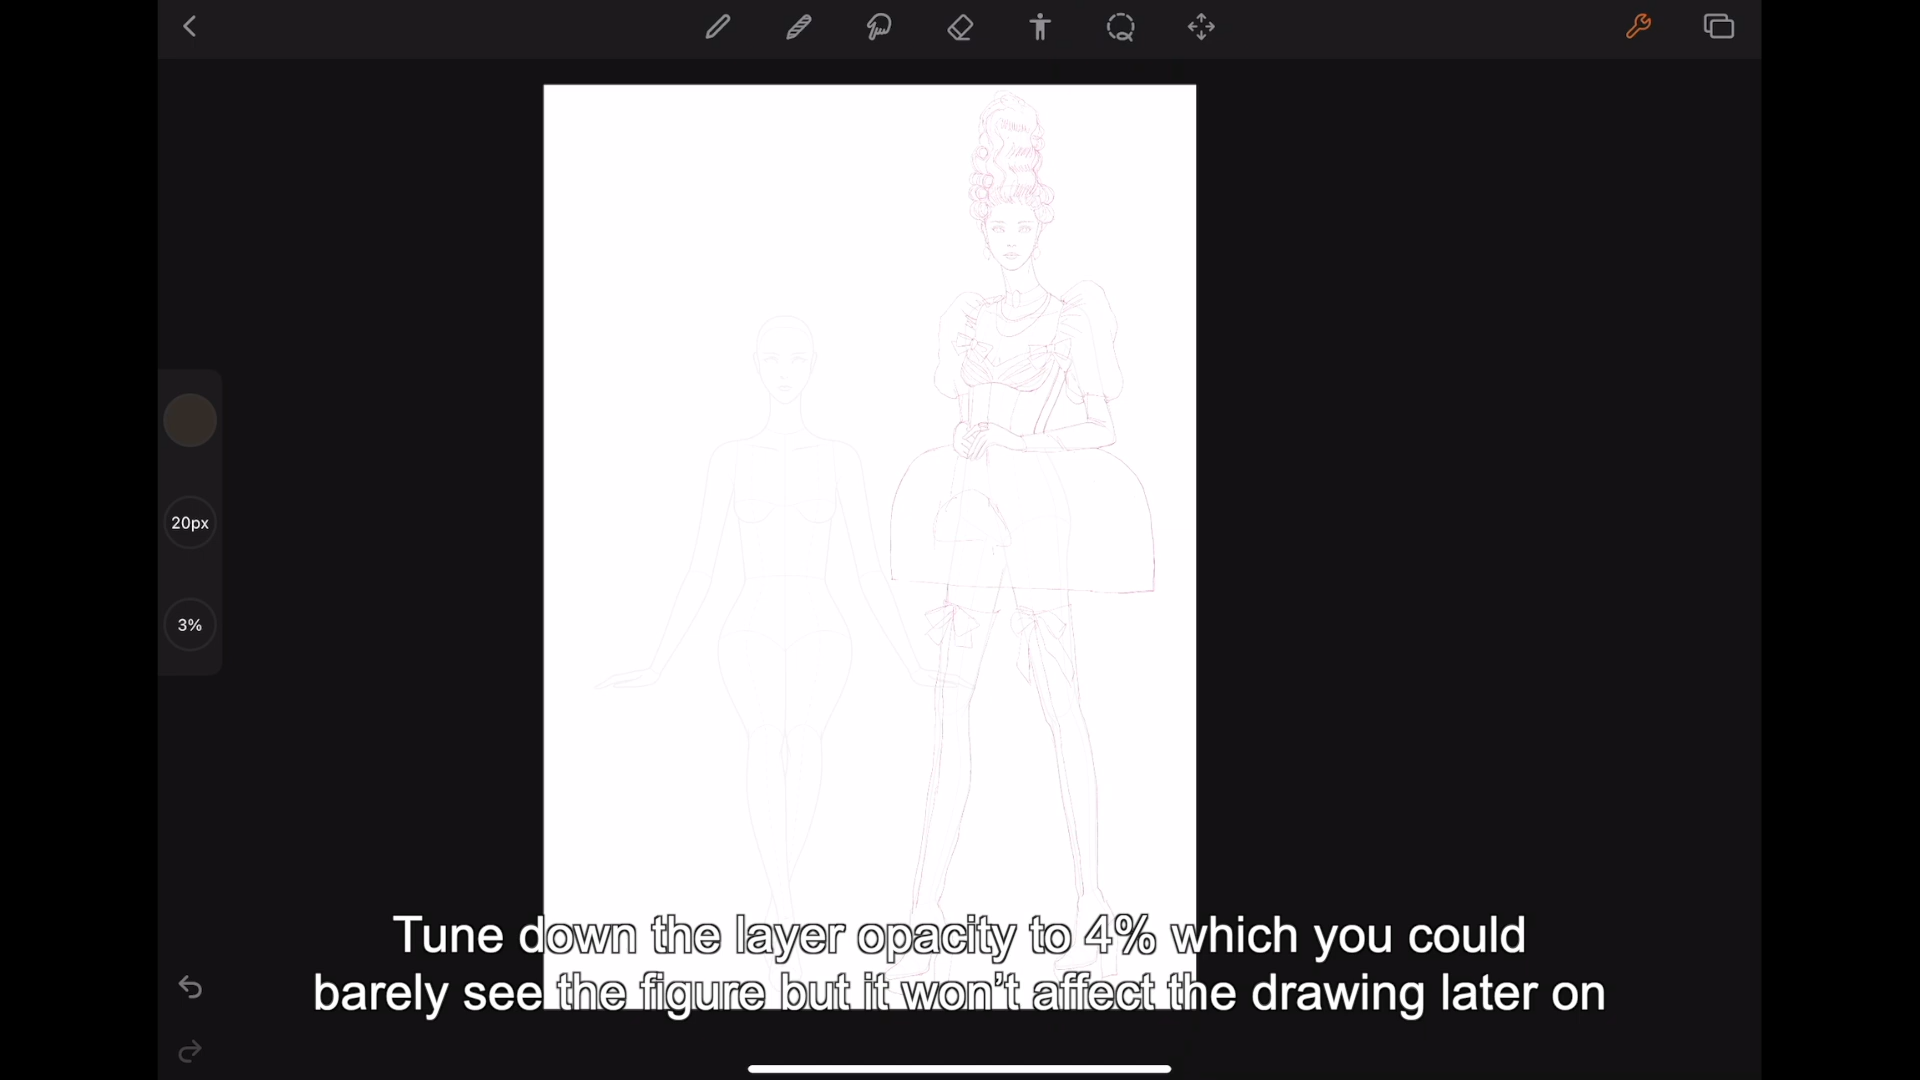 20px
3%
Tune down the layer opacity to 4% which you could
barely see the figure but it won't affect the drawing later on